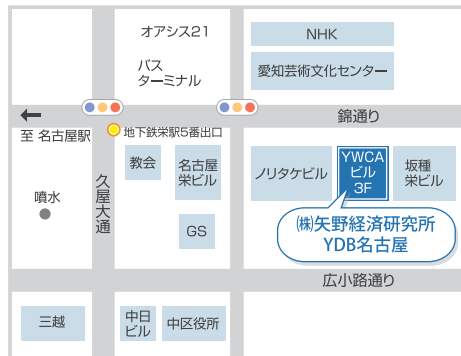 オアシス21
バス
ターミナル
NHK
愛知芸術文化センター
錦通り
至 名古屋駅
地下鉄栄駅5番出口
教会
名古屋
栄ビル
ノリタケビル
YWCA
ビル
3F
坂種
栄ビル
久屋大通
噴水
GS
㈱矢野経済研究所
YDB名古屋
広小路通り
三越
中日
ビル
中区役所